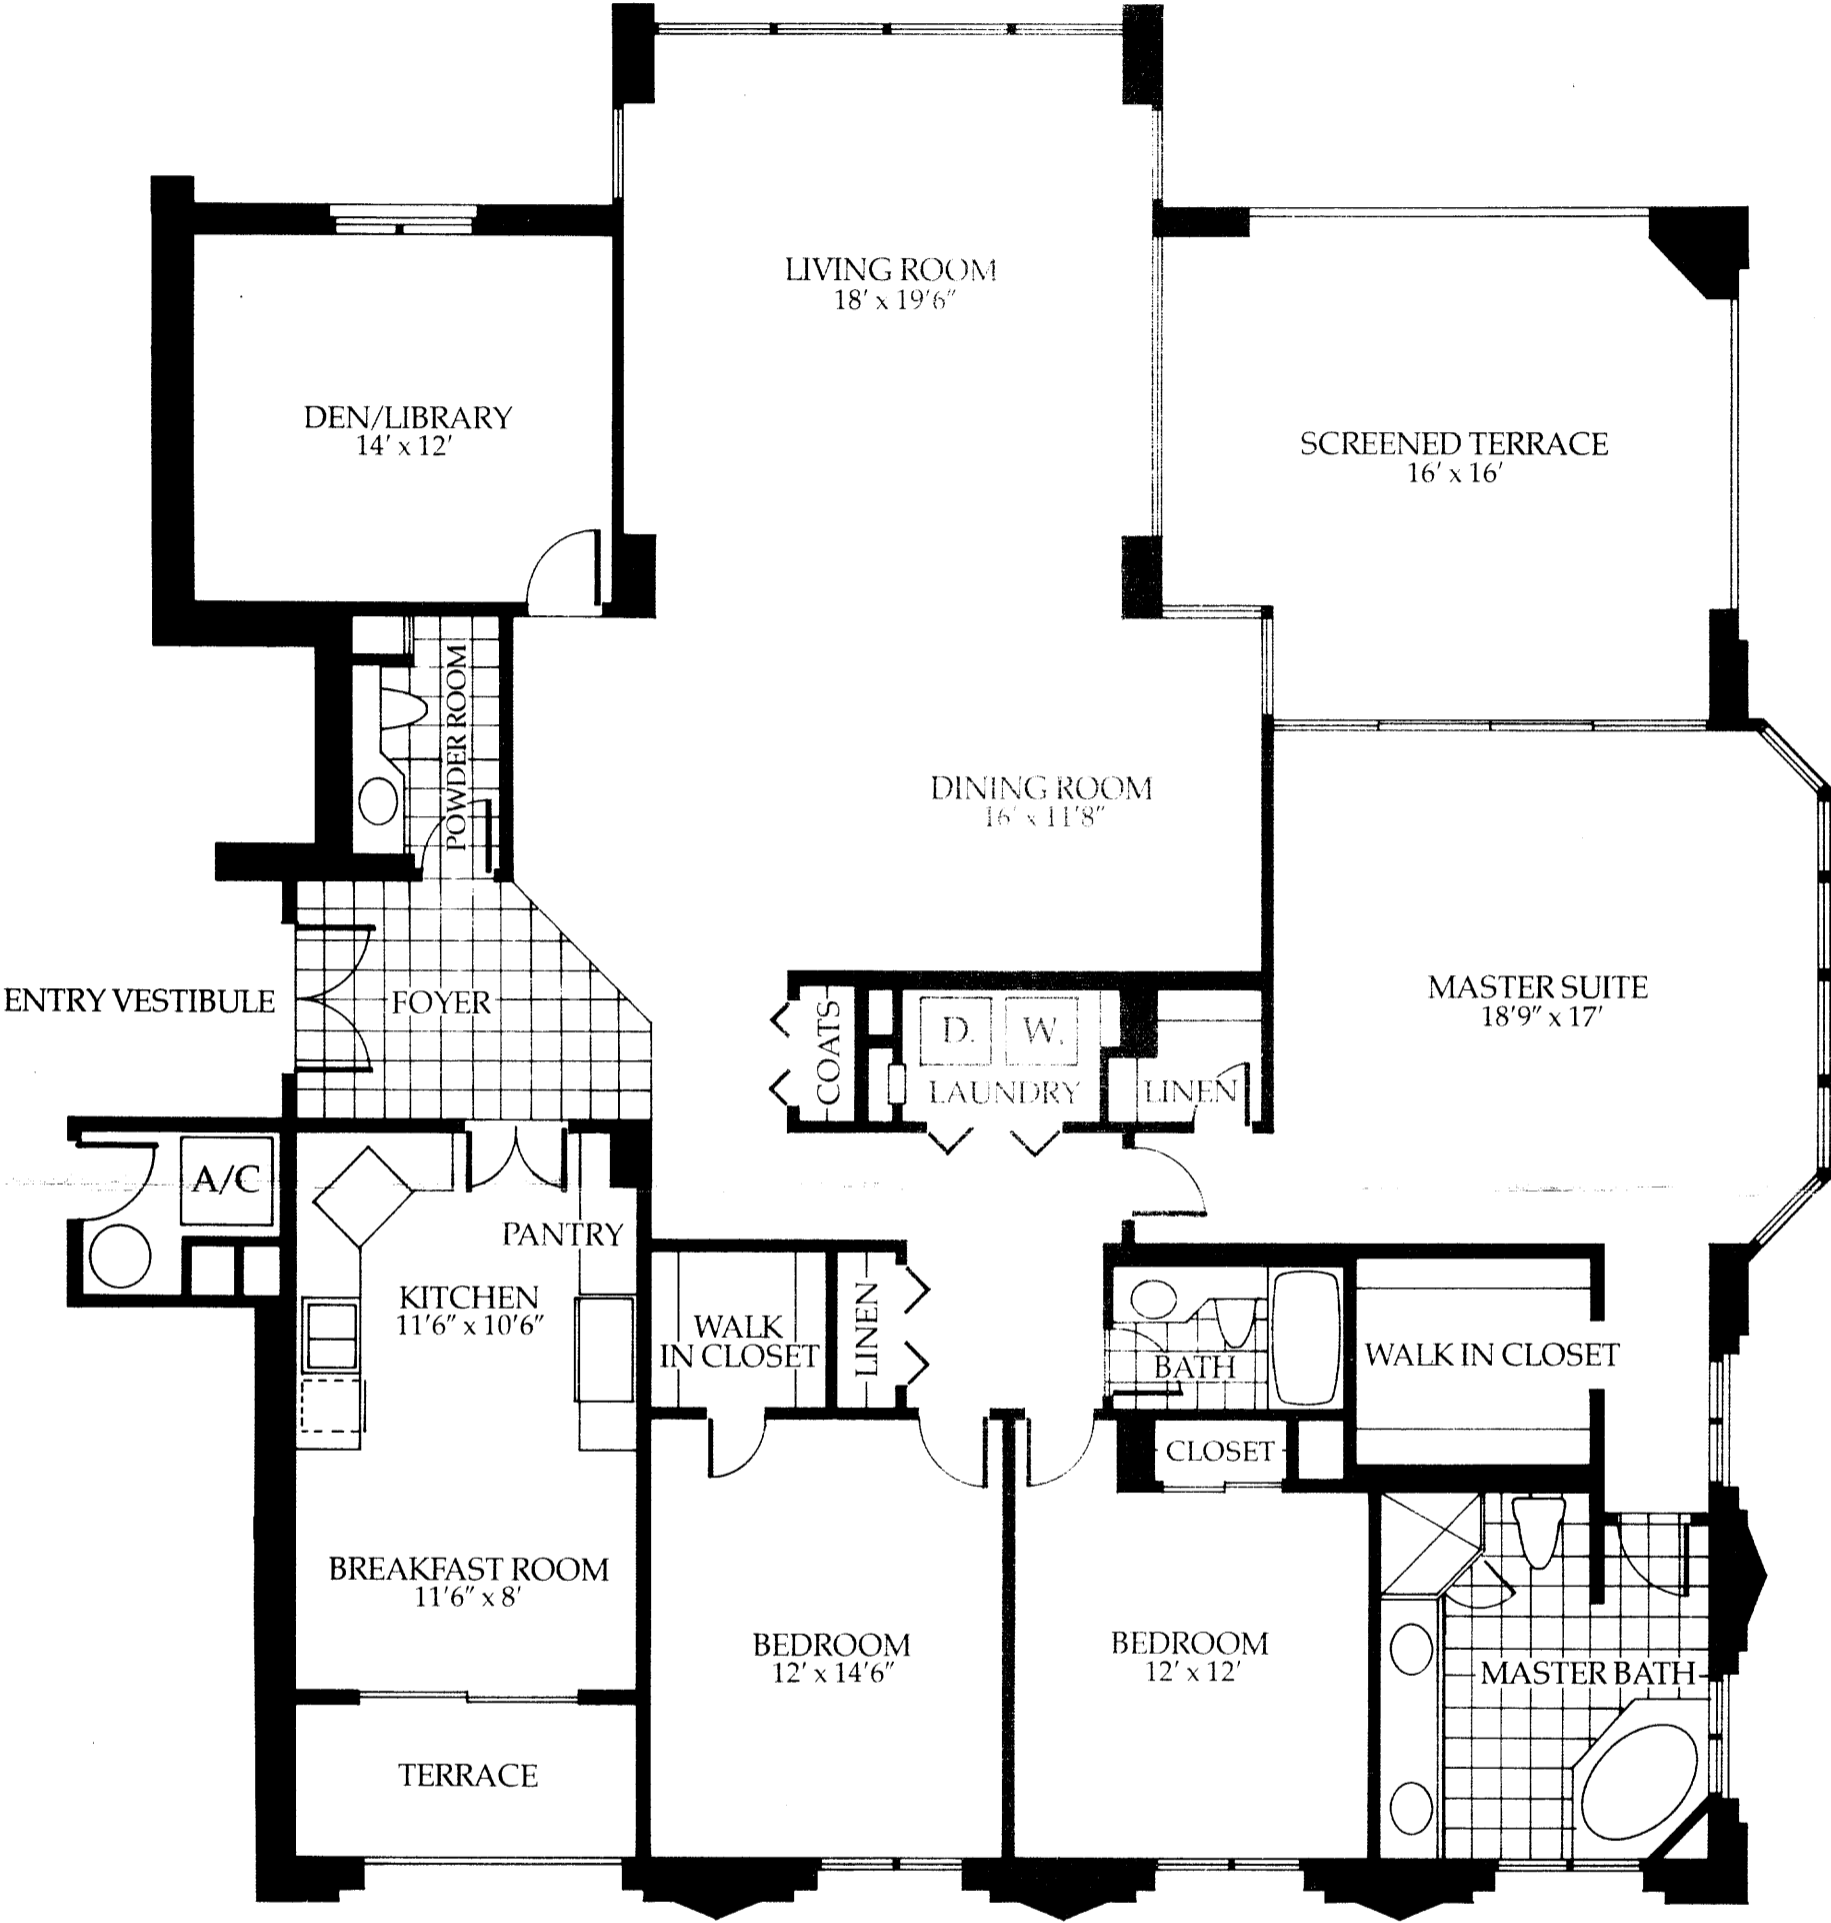 LIVING ROOM
18' x 19'6"
DEN/LIBRARY
14' x 12'
SCREENED TERRACE
16' x 16'
POWDER ROOM
DINING ROOM
16' x 11'8"
ENTRY VESTIBULE
FOYER
MASTER SUITE
18'9" x 17'
COATS
D.
W.
LAUNDRY
LINEN
A/C
PANTRY
KITCHEN
11'6" x 10'6"
WALK
IN CLOSET
LINEN
BATH
WALK IN CLOSET
CLOSET
BREAKFAST ROOM
11'6" x 8'
BEDROOM
12' x 14'6"
BEDROOM
12' x 12'
MASTER BATH
TERRACE